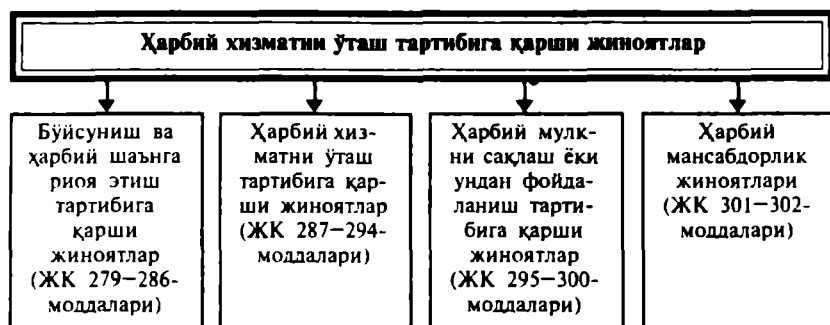 Ҳарбий хизматни ўташ тартибига қарши жиноятлар
Бўйсуниш ва
ҳарбий шаънга
риоя этиш
тартибига
қарши
жиноятлар
(ЖК 279—286-
моддалари)
Ҳарбий хиз-
матни ўташ
тартибига қар-
ши жиноятлар
(ЖК 287—294-
моддалари)
Ҳарбий мулк-
ни сақлаш ёки
ундан фойда-
ланиш тарти-
бига қарши
жиноятлар
(ЖК 295—300-
моддалари)
Ҳарбий
мансабдорлик
жиноятлари
(ЖК 301—302-
моддалари)